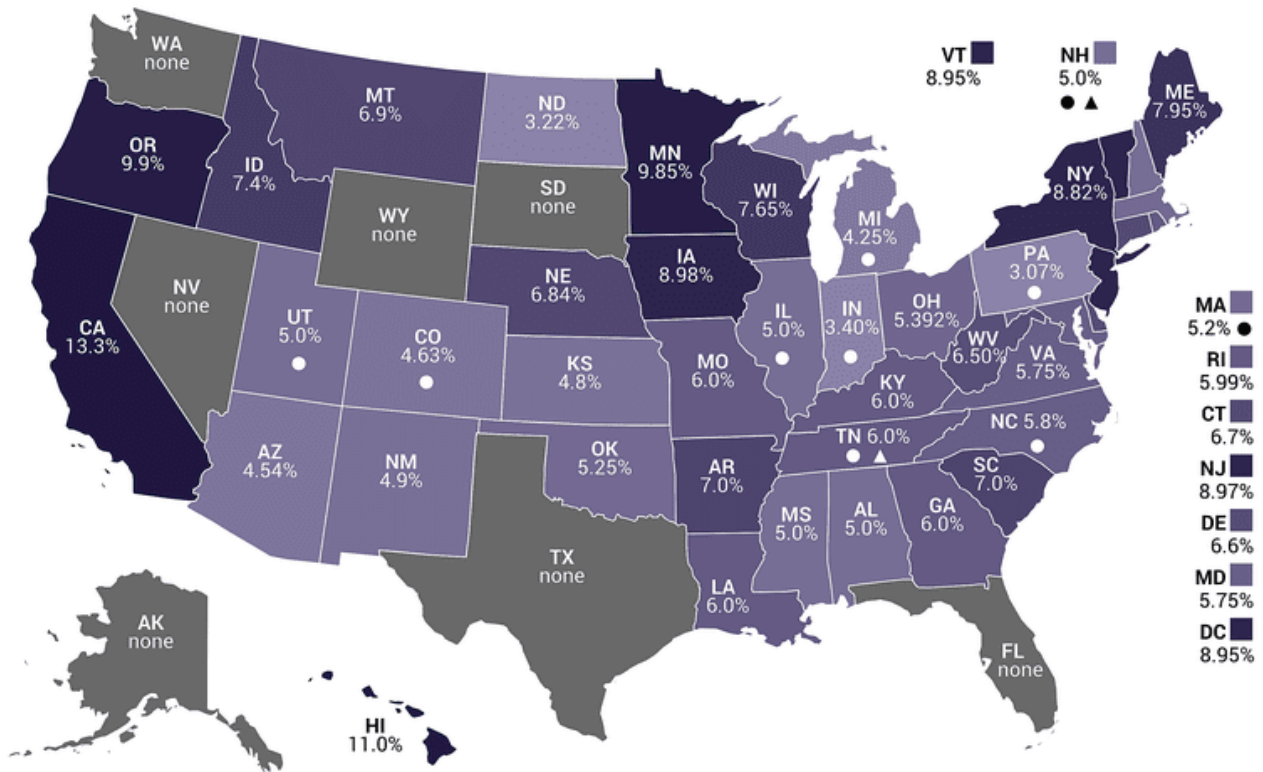 WA
none
MT
6.9%
ND
3.22%
MN
9.85%
VT
8.95%
NH
5.0%
ME
7.95%
OR
9.9%
ID
7.4%
SD
none
WI
7.65%
NY
8.82%
WY
none
MI
4.25%
IA
8.98%
PA
3.07%
NE
6.84%
NV
none
UT
5.0%
CO
4.63%
IL
5.0%
IN
3.40%
OH
5.392%
CA
13.3%
WV
6.50%
VA
5.75%
KS
4.8%
MO
6.0%
KY
6.0%
NC 5.8%
TN 6.0%
AZ
4.54%
NM
4.9%
OK
5.25%
AR
7.0%
SC
7.0%
MS
5.0%
AL
5.0%
GA
6.0%
TX
none
LA
6.0%
FL
none
AK
none
HI
11.0%
MA
5.2%
RI
5.99%
CT
6.7%
NJ
8.97%
DE
6.6%
MD
5.75%
DC
8.95%